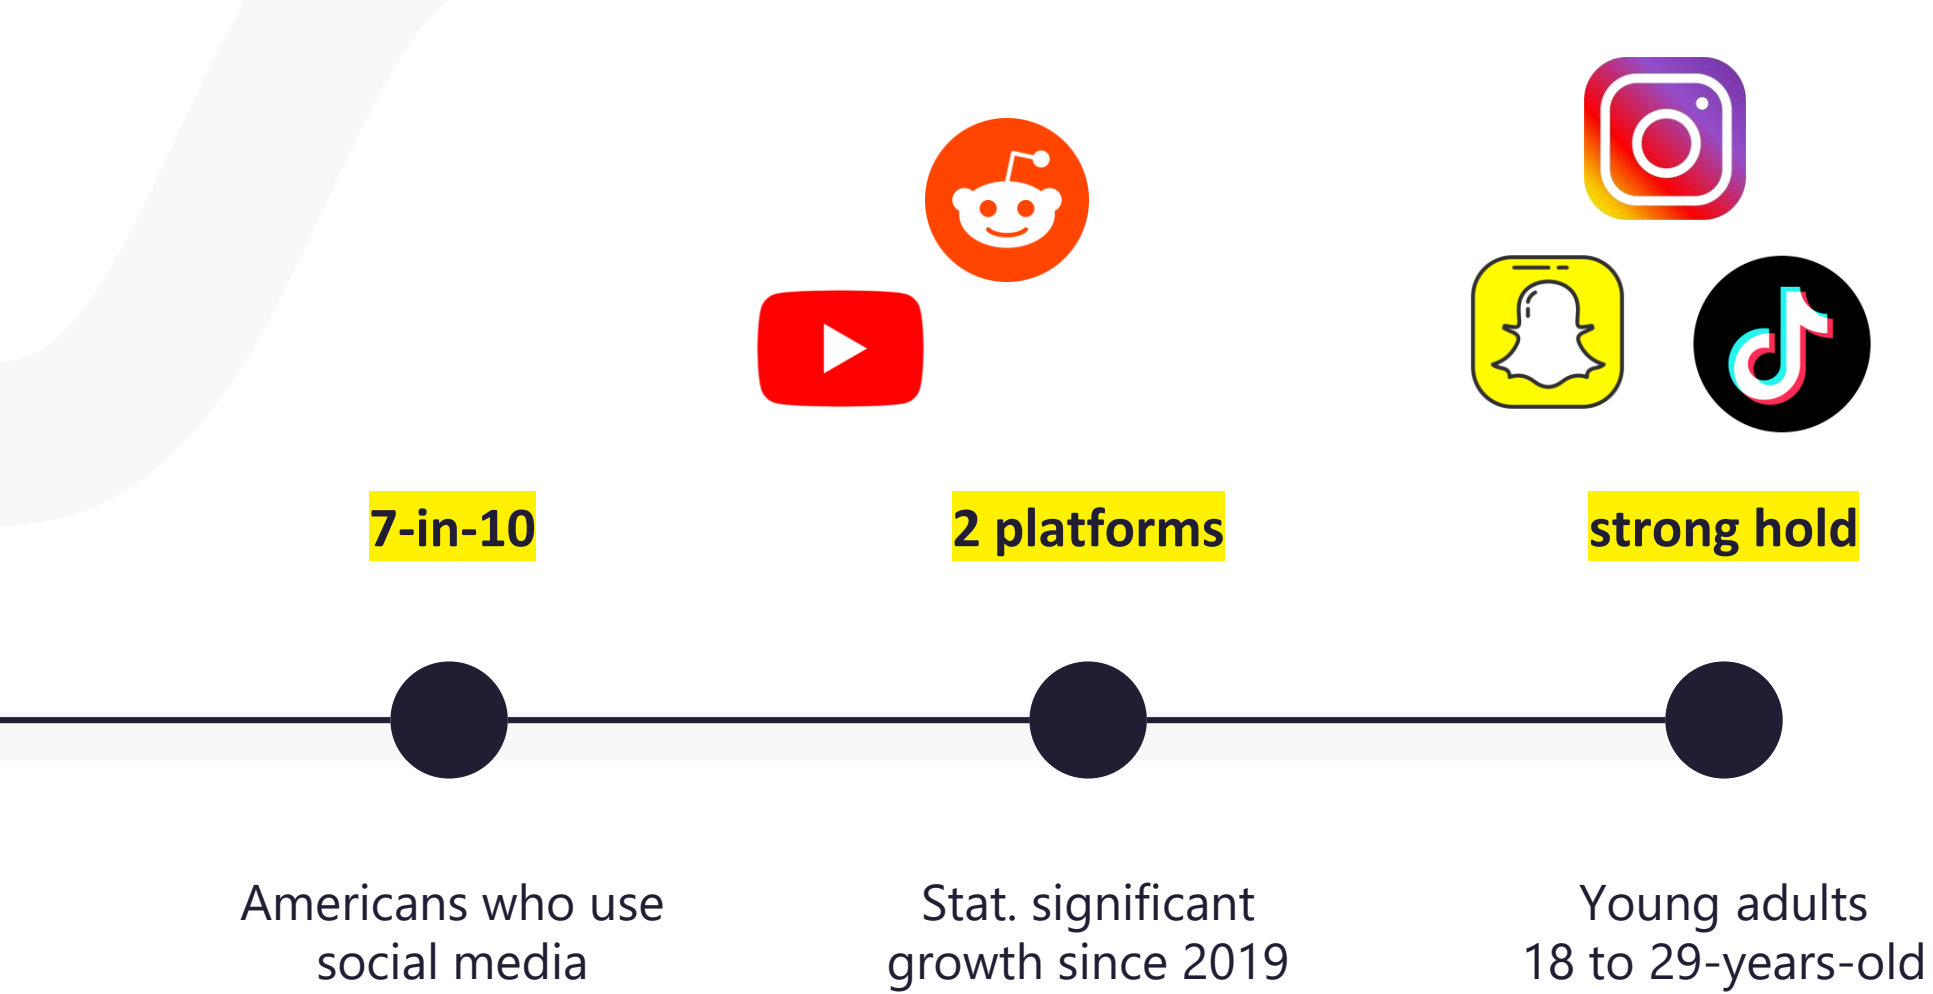 7-in-10
2 platforms
strong hold
Americans who use
social media
Stat. significant
growth since 2019
Young adults
18 to 29-years-old